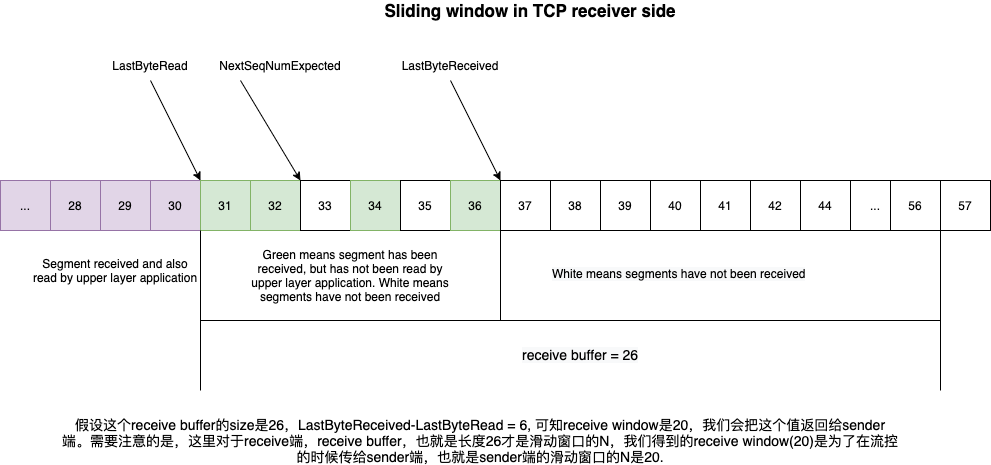 Sliding window in TCP receiver side
LastByteRead
NextSeqNumExpected
LastByteReceived
... 28 29 30 31 32 33 34 35 36 37 38 39 40 41 42 44 ... 56 57
Segment received and also
read by upper layer application
Green means segment has been
received, but has not been read by
upper layer application. White means
segments have not been received
White means segments have not been received
receive buffer = 26
假设这个receive buffer的size是26，LastByteReceived-LastByteRead = 6, 可知receive window是20，我们会把这个值返回给sender
端。需要注意的是，这里对于receive端，receive buffer，也就是长度26才是滑动窗口的N，我们得到的receive window(20)是为了在流控
的时候传给sender端，也就是sender端的滑动窗口的N是20.